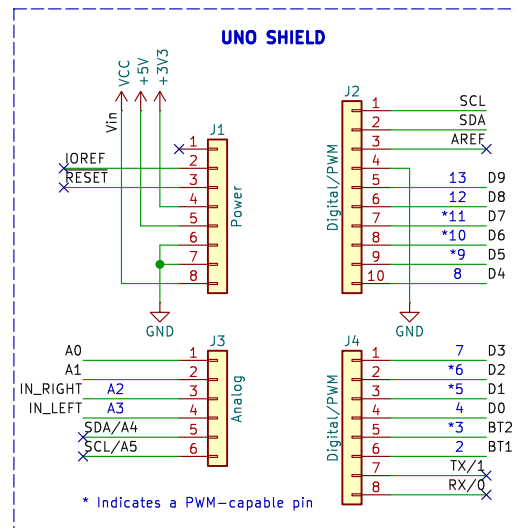 UNO SHIELD
VCC
+5V
+3V3
Vin
J1
1
IOREF 2
RESET 3
4
5
6
7
8
Power
GND
J2
1 SCL
2 SDA
3 AREF
4
5 13 D9
6 12 D8
7 *11 D7
8 *10 D6
9 *9 D5
10 8 D4
Digital/PWM
GND
J3
A0 1
A1 2
IN_RIGHT A2 3
IN_LEFT A3 4
SDA/A4 5
SCL/A5 6
Analog
J4
1 7 D3
2 *6 D2
3 *5 D1
4 4 D0
5 *3 BT2
6 2 BT1
7 TX/1
8 RX/0
Digital/PWM
* Indicates a PWM-capable pin